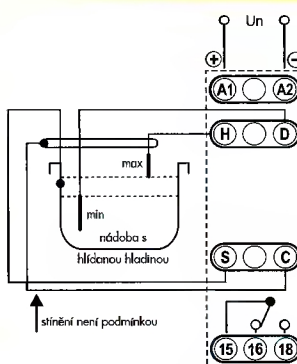 Un
+ −
A1 A2
H D
max
min
nádoba s
hlídanou hladinou
S C
stínění není podmínkou
15 16 18